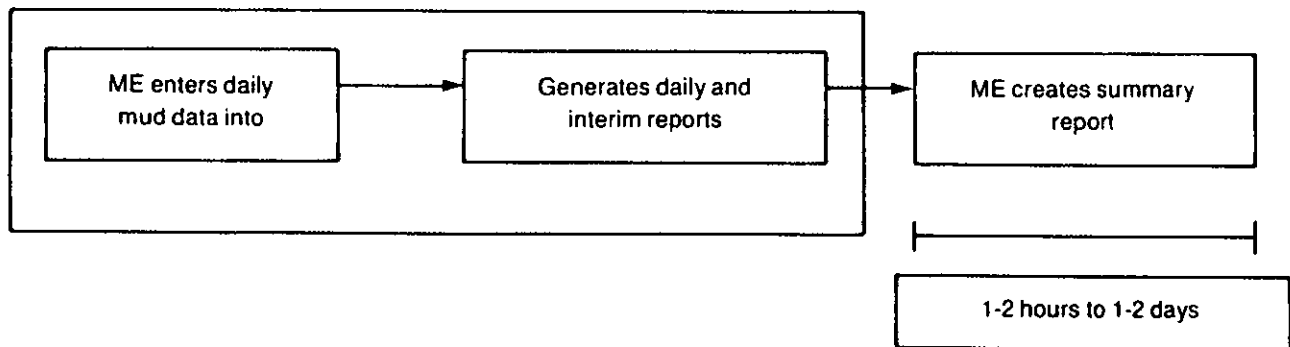 ME enters daily
mud data into
Generates daily and
interim reports
ME creates summary
report
1-2 hours to 1-2 days